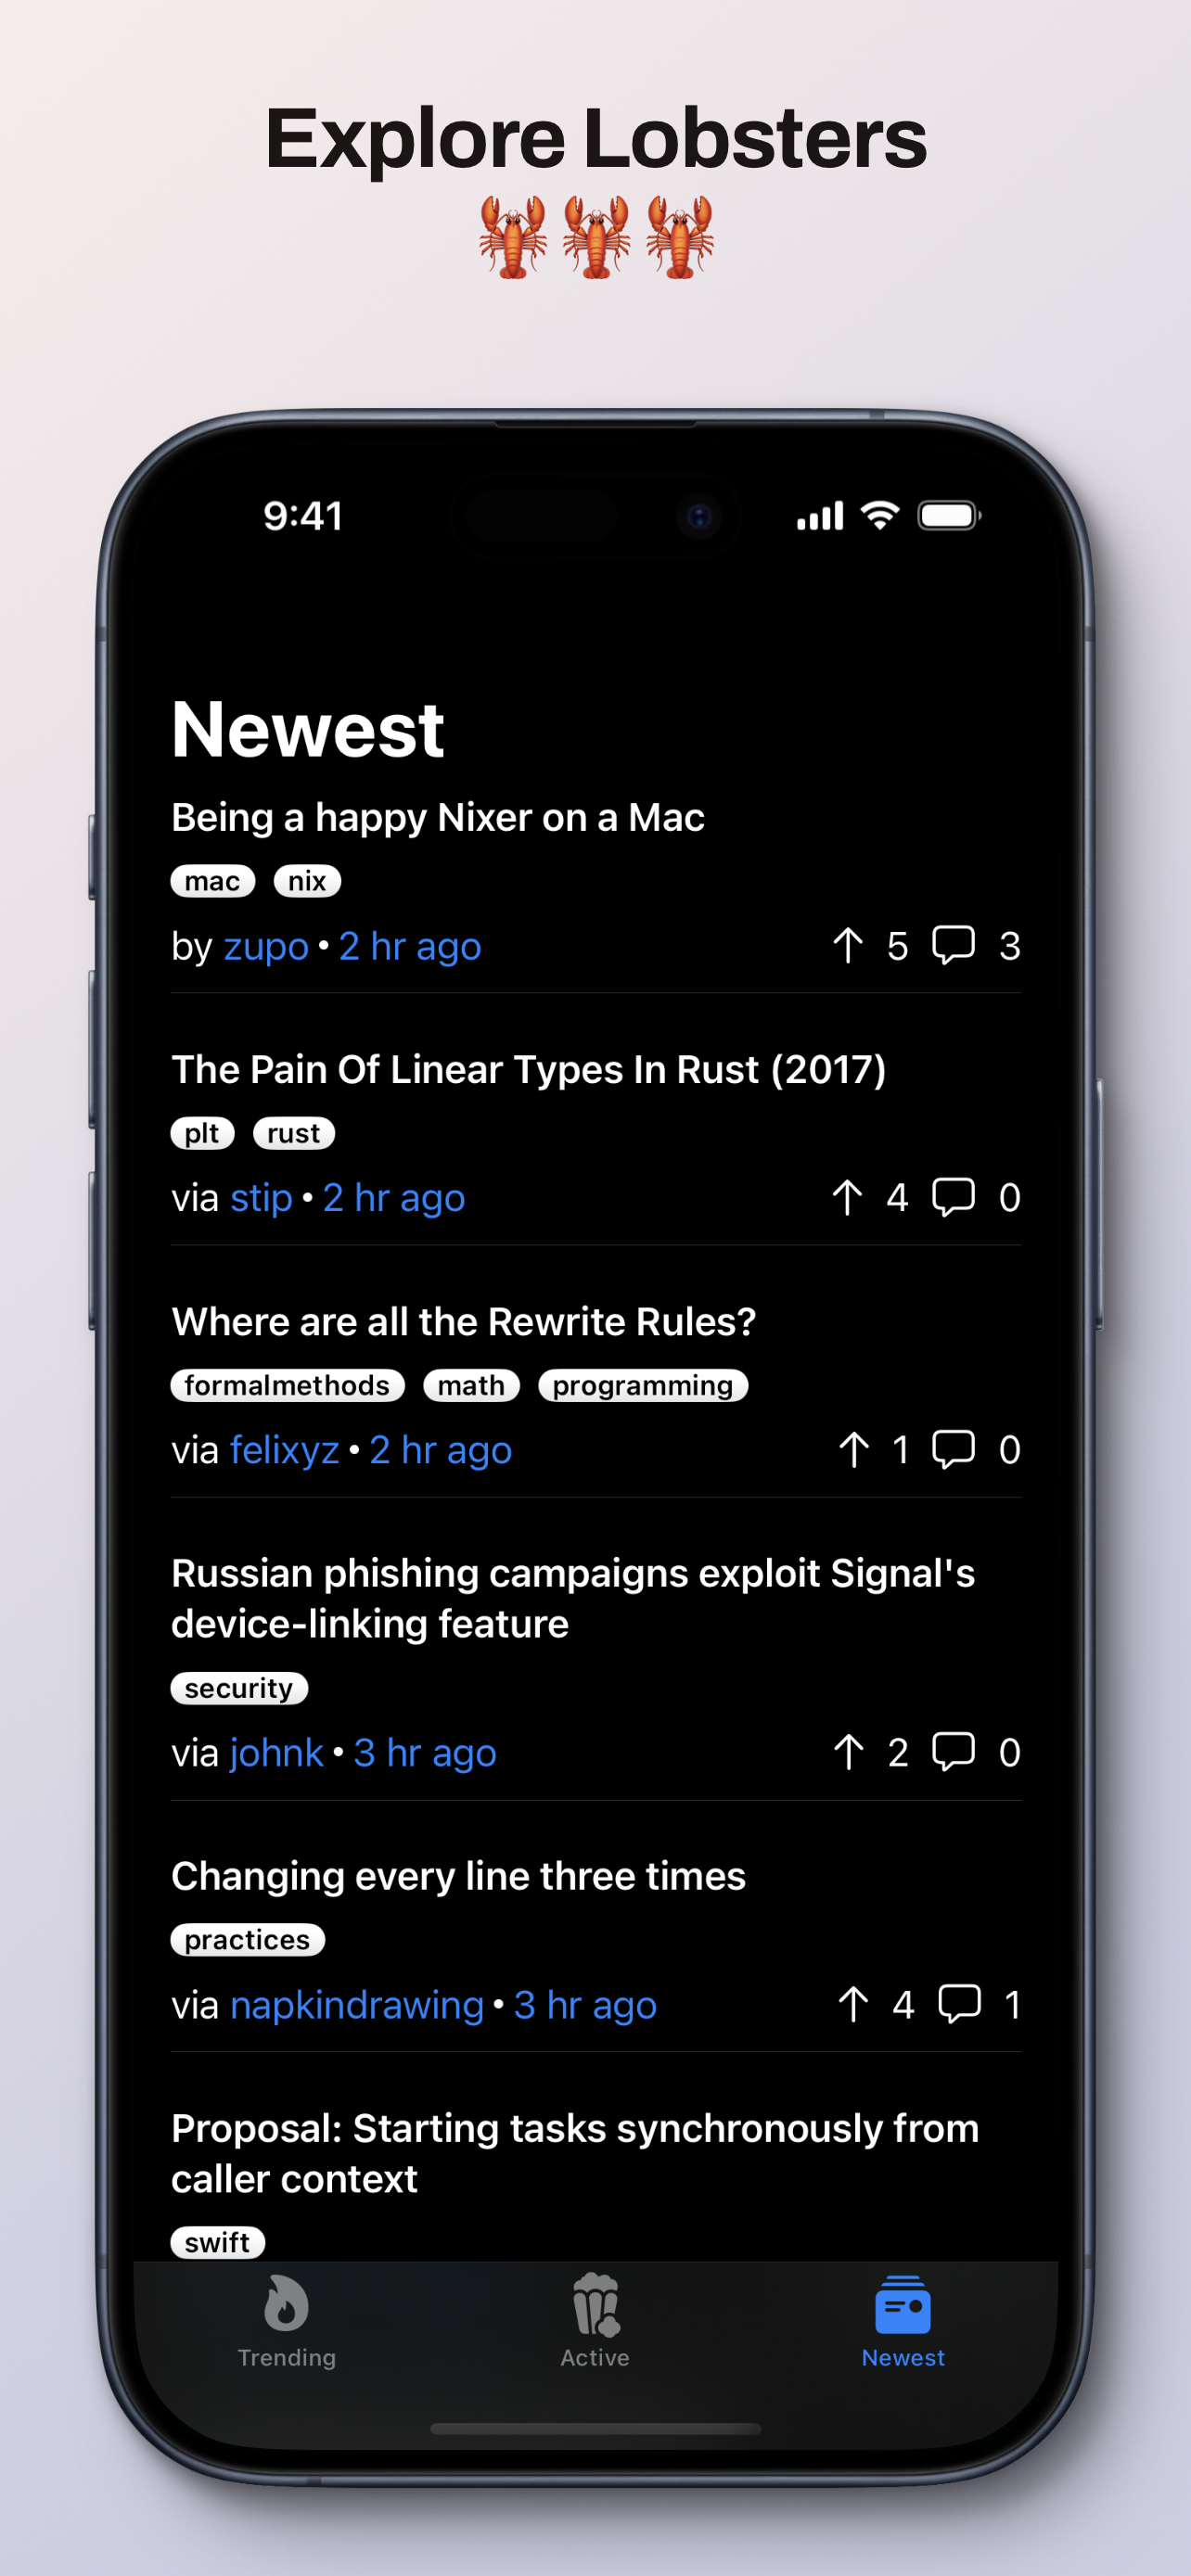 Explore Lobsters
🦞🦞🦞
9:41
Newest
Being a happy Nixer on a Mac
mac nix
by zupo • 2 hr ago 5 3
The Pain Of Linear Types In Rust (2017)
plt rust
via stip • 2 hr ago 4 0
Where are all the Rewrite Rules?
formalmethods math programming
via felixyz • 2 hr ago 1 0
Russian phishing campaigns exploit Signal's
device-linking feature
security
via johnk • 3 hr ago 2 0
Changing every line three times
practices
via napkindrawing • 3 hr ago 4 1
Proposal: Starting tasks synchronously from
caller context
swift
Trending Active Newest